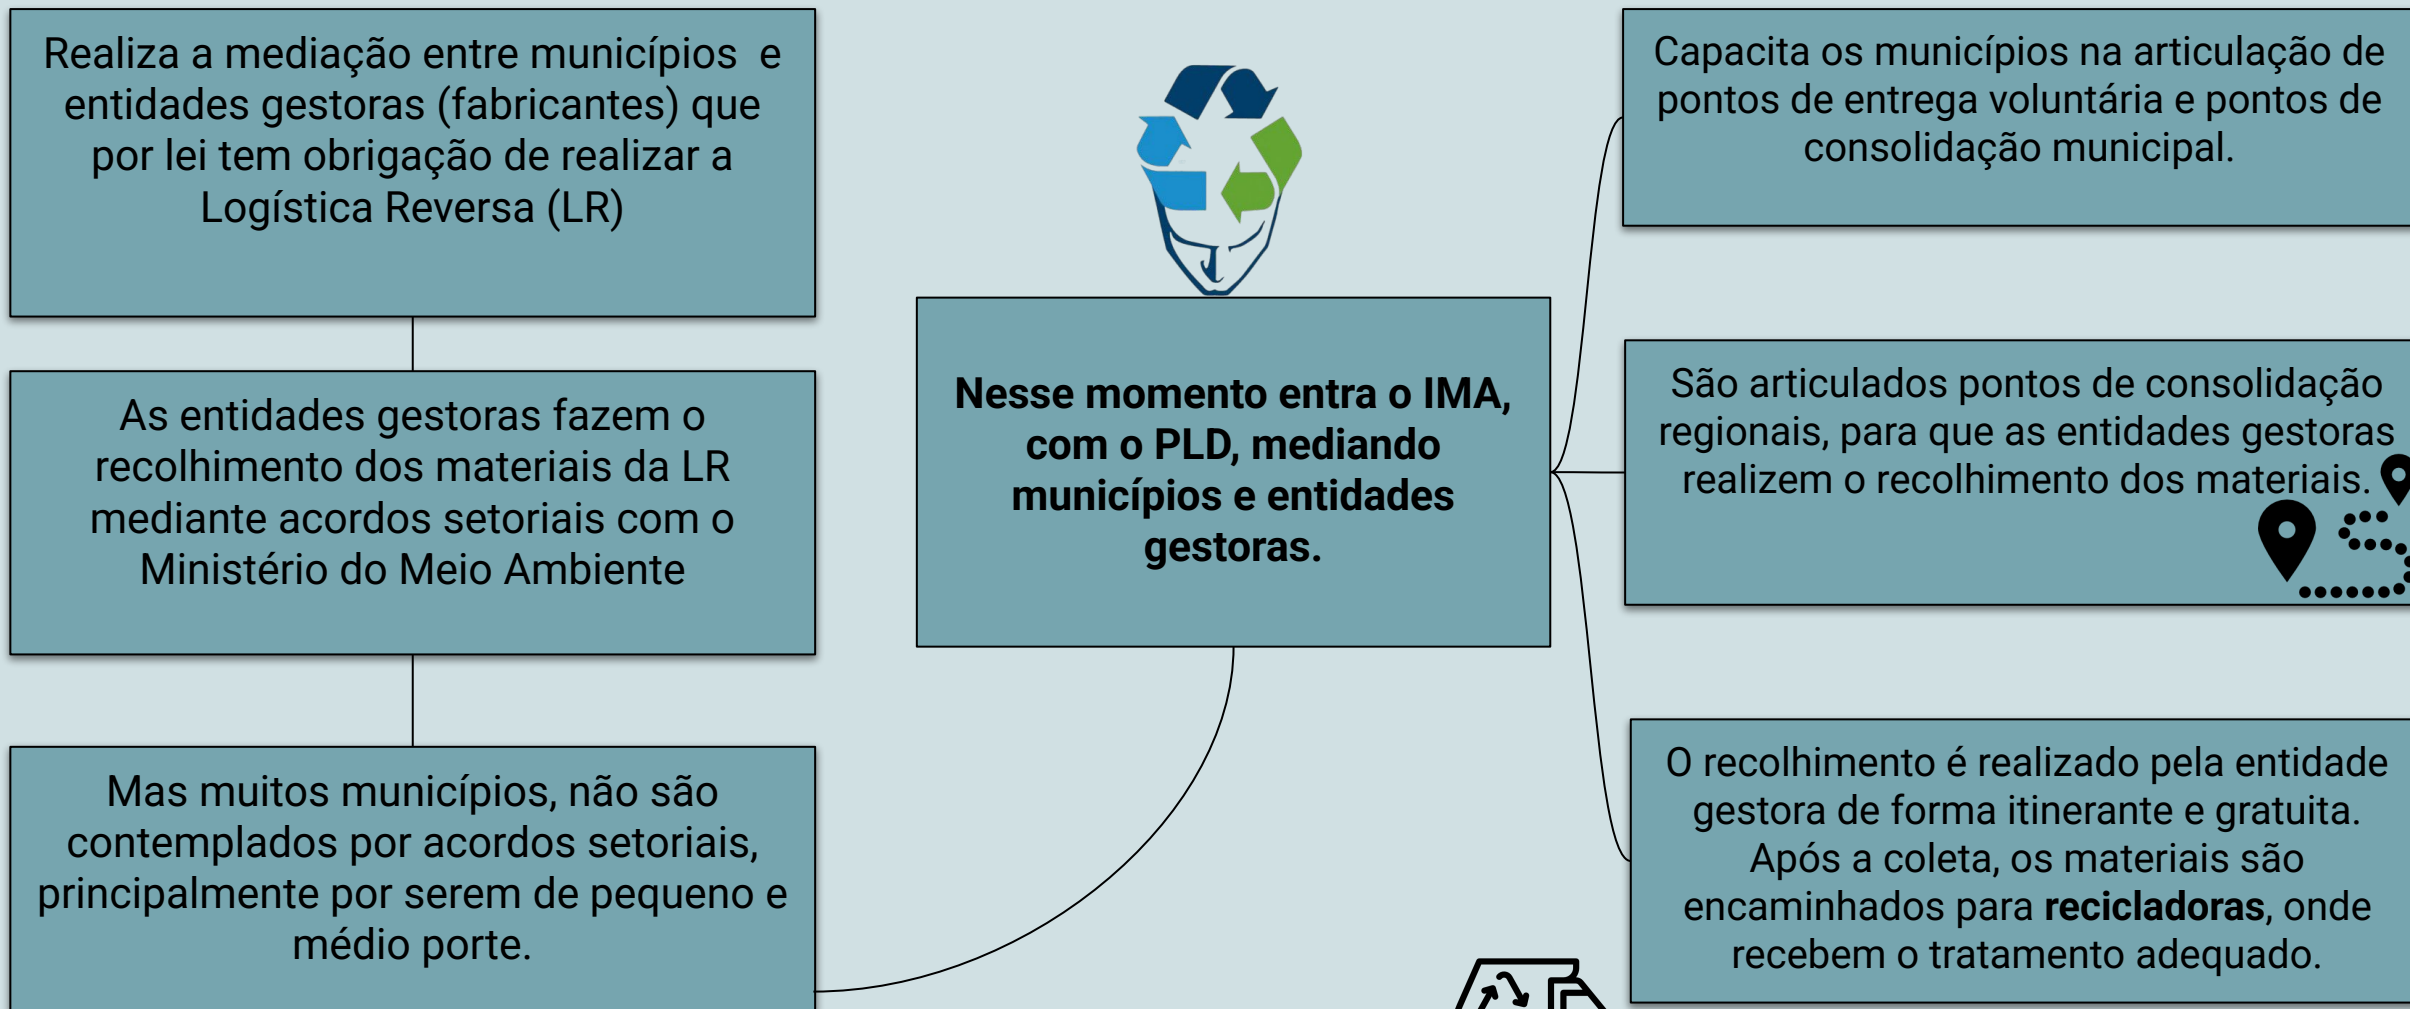 Realiza a mediação entre municípios  e
entidades gestoras (fabricantes) que
por lei tem obrigação de realizar a
Logística Reversa (LR)
As entidades gestoras fazem o
recolhimento dos materiais da LR
mediante acordos setoriais com o
Ministério do Meio Ambiente
Mas muitos municípios, não são
contemplados por acordos setoriais,
principalmente por serem de pequeno e
médio porte.
Nesse momento entra o IMA,
com o PLD, mediando
municípios e entidades
gestoras.
Capacita os municípios na articulação de
pontos de entrega voluntária e pontos de
consolidação municipal.
São articulados pontos de consolidação
regionais, para que as entidades gestoras
realizem o recolhimento dos materiais.
O recolhimento é realizado pela entidade
gestora de forma itinerante e gratuita.
Após a coleta, os materiais são
encaminhados para recicladoras, onde
recebem o tratamento adequado.